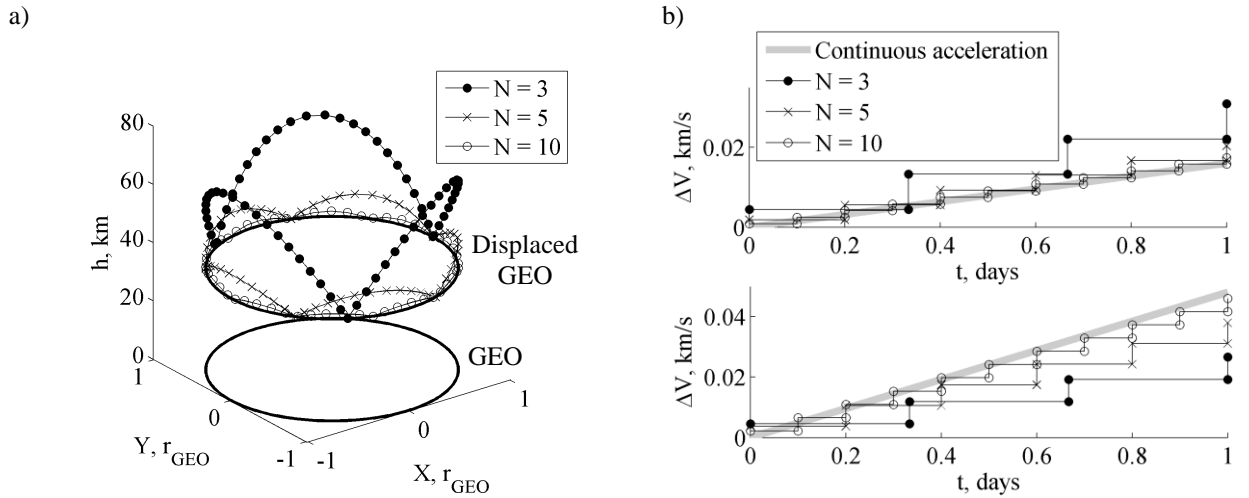 a)
N = 3
N = 5
N = 10
h, km
80
60
40
20
0
Displaced
GEO
GEO
1
0
-1
Y, r_GEO
-1
0
1
X, r_GEO
b)
Continuous acceleration
N = 3
N = 5
N = 10
ΔV, km/s
0.02
0
0
0.2
0.4
0.6
0.8
1
t, days
ΔV, km/s
0.04
0.02
0
0
0.2
0.4
0.6
0.8
1
t, days